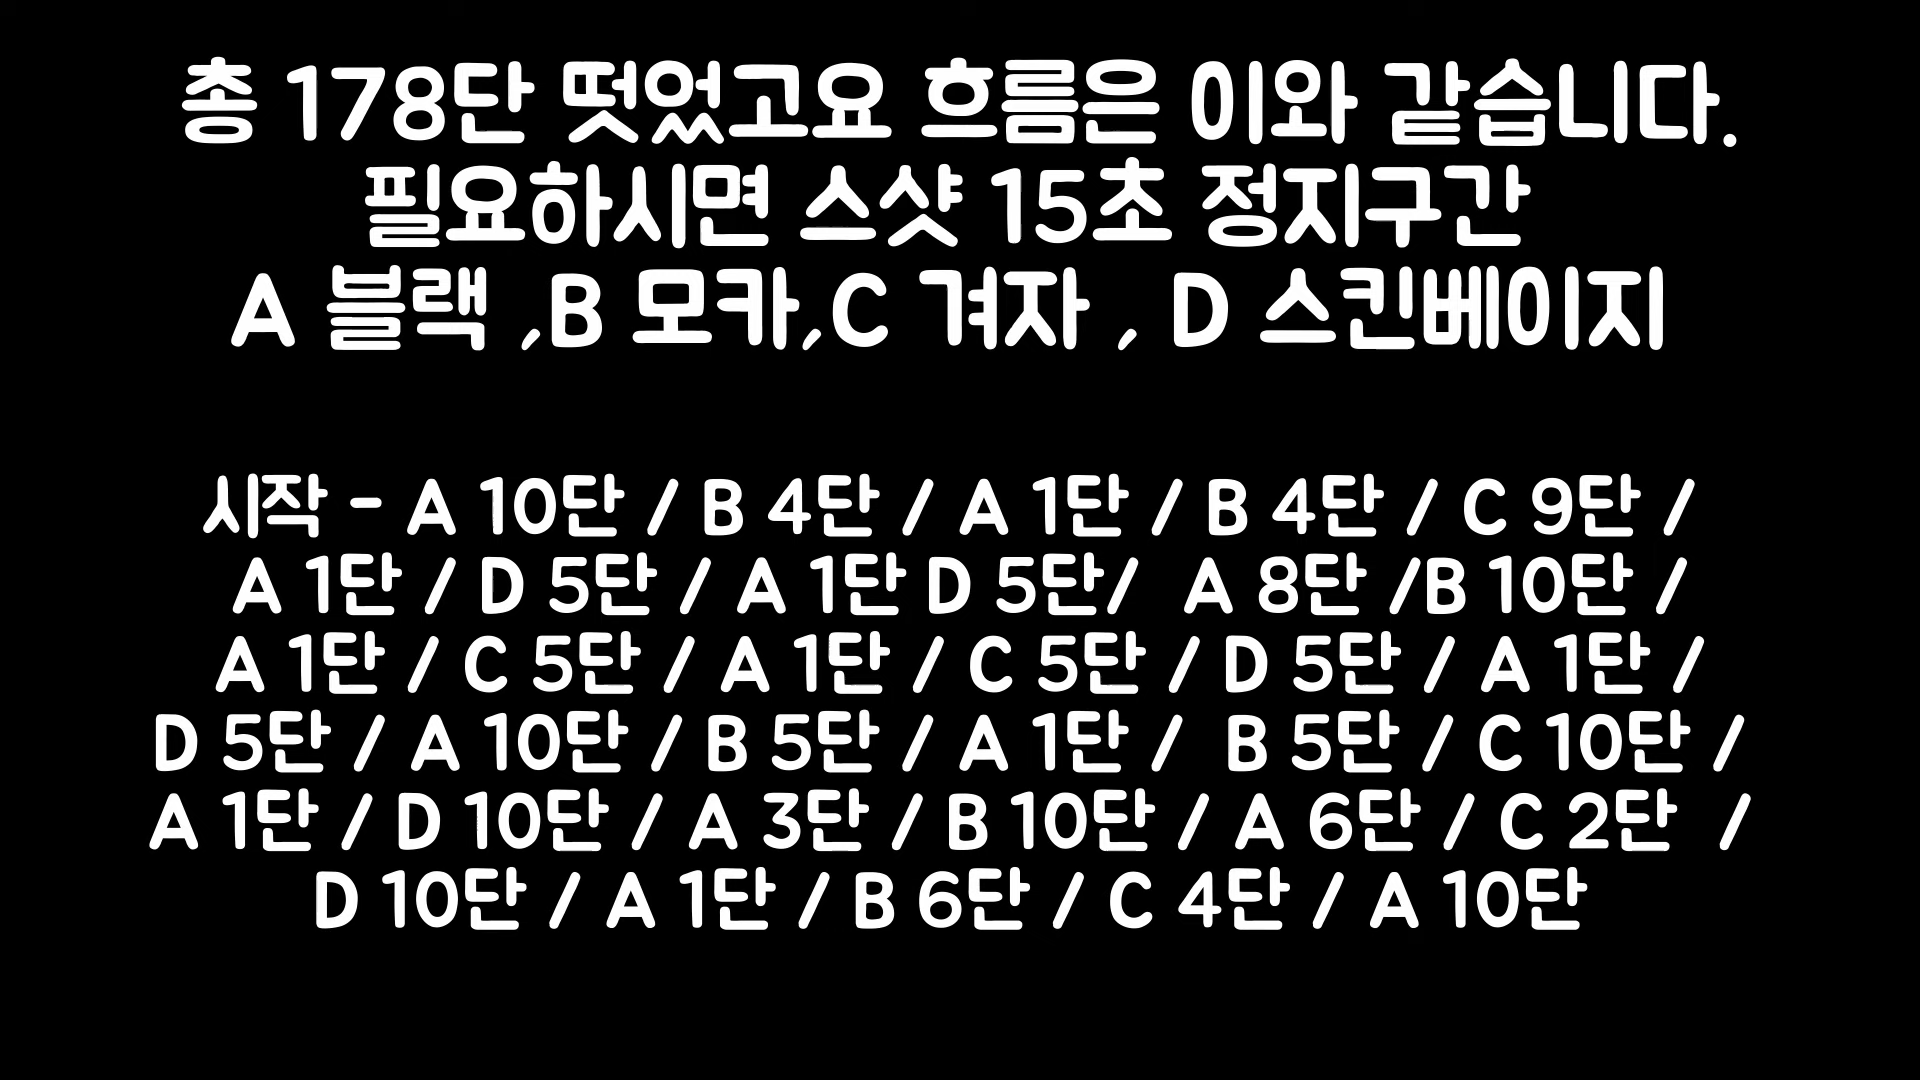 총 178단 떳었고요 흐름은 이와 같습니다.
필요하시면 스샷 15초 정지구간
A 블랙 ,B 모카,C 겨자 , D 스킨베이지
시작 - A 10단 / B 4단 / A 1단 / B 4단 / C 9단 /
A 1단 / D 5단 / A 1단 D 5단/ A 8단 /B 10단 /
A 1단 / C 5단 / A 1단 / C 5단 / D 5단 / A 1단 /
D 5단 / A 10단 / B 5단 / A 1단 / B 5단 / C 10단 /
A 1단 / D 10단 / A 3단 / B 10단 / A 6단 / C 2단 /
D 10단 / A 1단 / B 6단 / C 4단 / A 10단